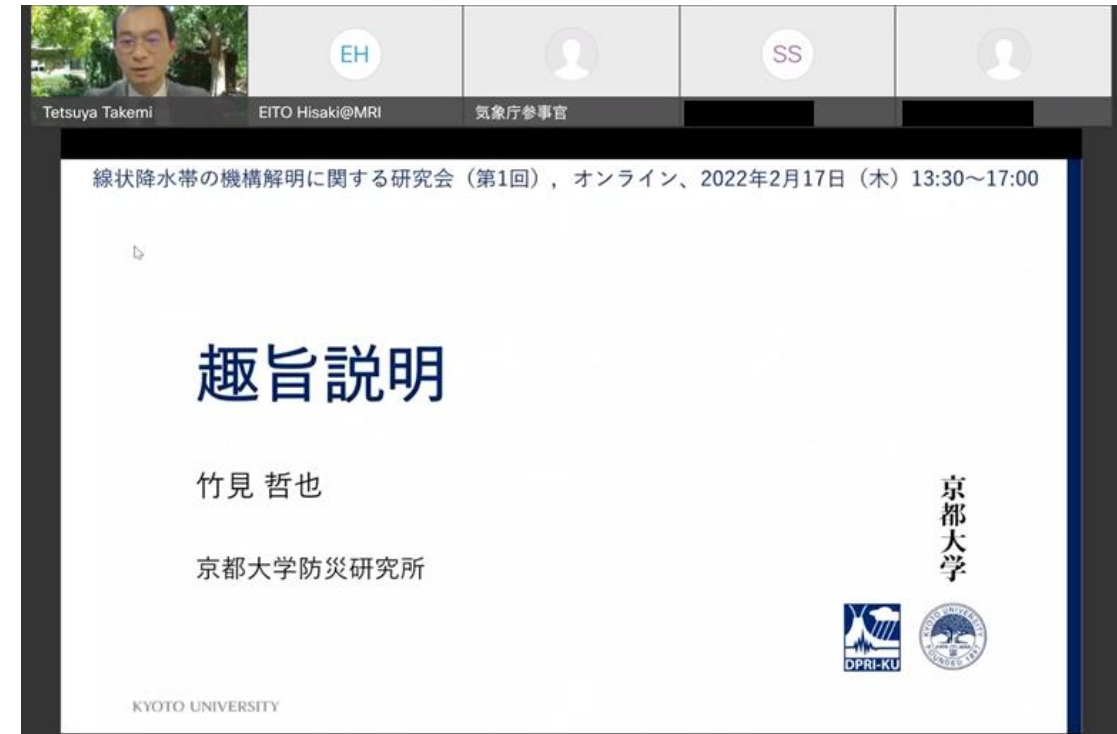 EH
SS
Tetsuya Takemi
EITO Hisaki@MRI
気象庁参事官
線状降水帯の機構解明に関する研究会（第1回）, オンライン、2022年2月17日（木）13:30～17:00
趣旨説明
竹見 哲也
京都大学防災研究所
京都大学
DPRI-KU
KYOTO UNIVERSITY
FOUNDED 1897
KYOTO UNIVERSITY